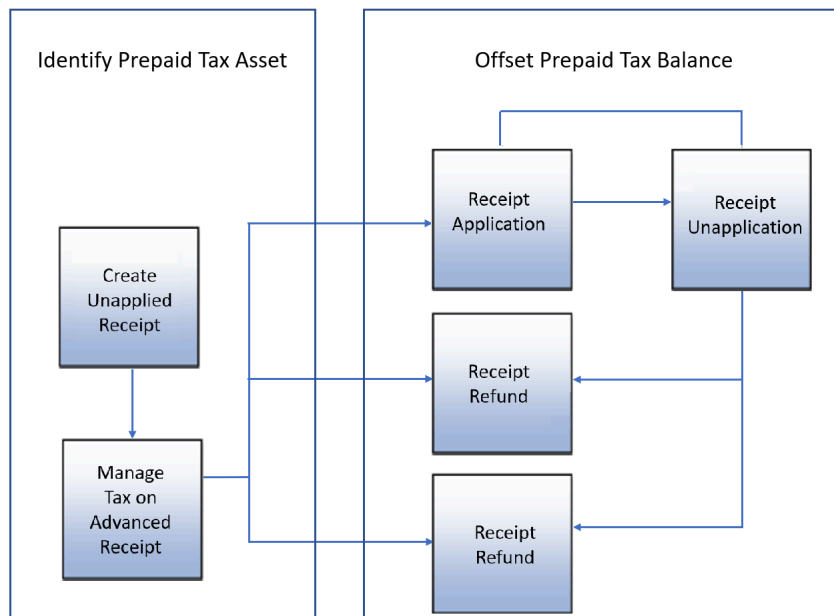 Identify Prepaid Tax Asset
Offset Prepaid Tax Balance
Receipt
Application
Receipt
Unapplication
Create
Unapplied
Receipt
Receipt
Refund
Manage
Tax on
Advanced
Receipt
Receipt
Refund